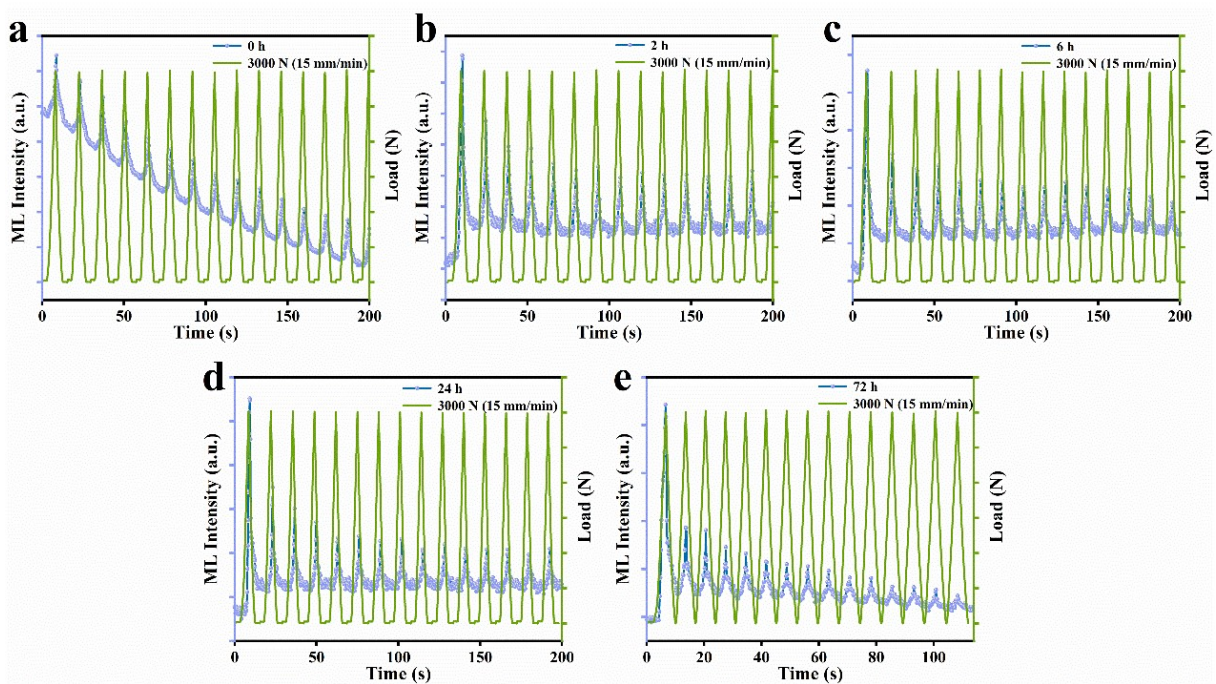 a
0 h
3000 N (15 mm/min)
ML Intensity (a.u.)
Load (N)
0 50 100 150 200
Time (s)
b
2 h
3000 N (15 mm/min)
ML Intensity (a.u.)
Load (N)
0 50 100 150 200
Time (s)
c
6 h
3000 N (15 mm/min)
ML Intensity (a.u.)
Load (N)
0 50 100 150 200
Time (s)
d
24 h
3000 N (15 mm/min)
ML Intensity (a.u.)
Load (N)
0 50 100 150 200
Time (s)
e
72 h
3000 N (15 mm/min)
ML Intensity (a.u.)
Load (N)
0 20 40 60 80 100
Time (s)